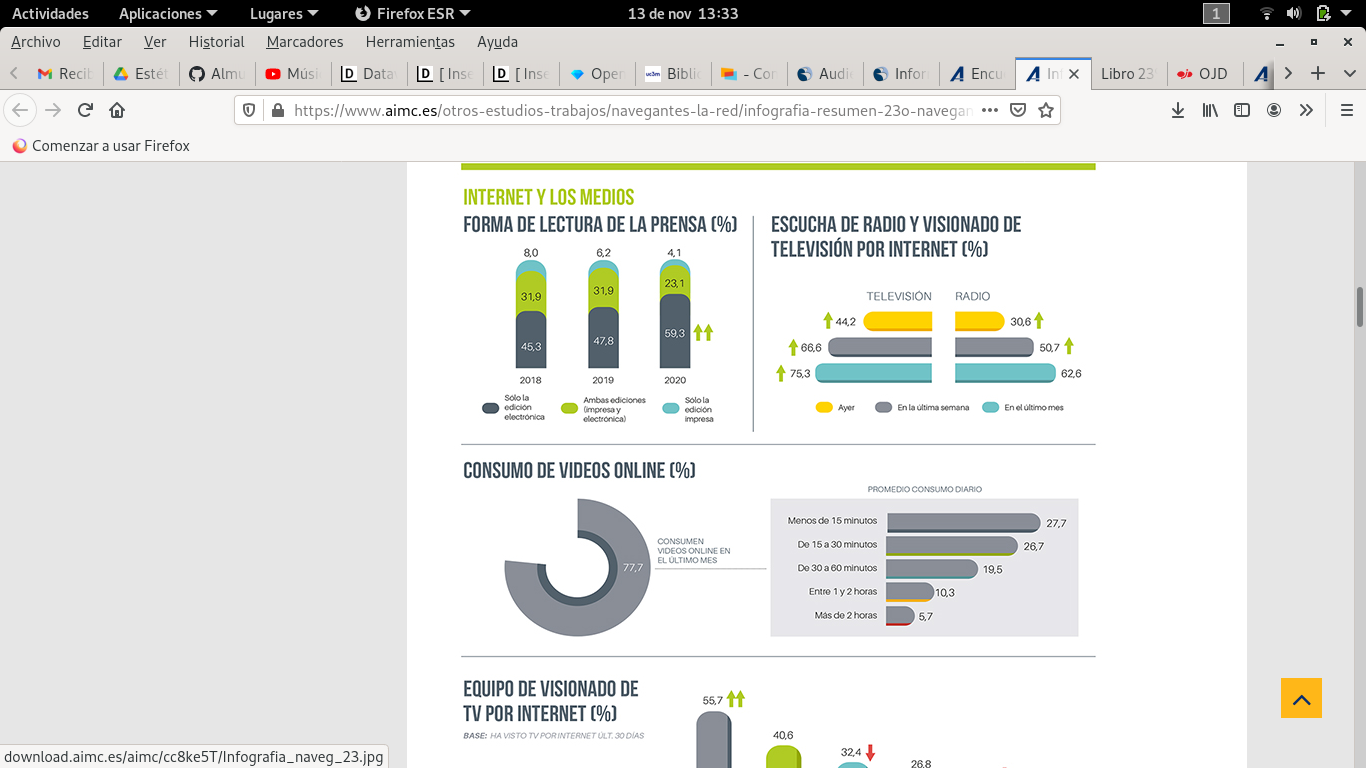 Actividades Aplicaciones Lugares Firefox ESR 13 de nov 13:33 1
Archivo Editar Ver Historial Marcadores Herramientas Ayuda
Recib Estét Almu Músi Data [ Inse [ Inse Open uc3m Biblio - Cor Audie Infor Encu In Libro 23 OJD
https://www.aimc.es/otros-estudios-trabajos/navegantes-la-red/infografia-resumen-23o-navegan
Comenzar a usar Firefox
INTERNET Y LOS MEDIOS
FORMA DE LECTURA DE LA PRENSA (%)
8,0 6,2 4,1
31,9 31,9 23,1
45,3 47,8 59,3
2018 2019 2020
Sólo la
edición
electrónica
Ambas ediciones
(impresa y
electrónica)
Sólo la
edición
impresa
ESCUCHA DE RADIO Y VISIONADO DE
TELEVISIÓN POR INTERNET (%)
TELEVISIÓN RADIO
44,2 30,6
66,6 50,7
75,3 62,6
Ayer En la última semana En el último mes
CONSUMO DE VIDEOS ONLINE (%)
77,7
CONSUMEN
VIDEOS ONLINE EN
EL ÚLTIMO MES
PROMEDIO CONSUMO DIARIO
Menos de 15 minutos 27,7
De 15 a 30 minutos 26,7
De 30 a 60 minutos 19,5
Entre 1 y 2 horas 10,3
Más de 2 horas 5,7
EQUIPO DE VISIONADO DE
TV POR INTERNET (%)
BASE: HA VISTO TV POR INTERNET ÚLT. 30 DÍAS
55,7
40,6
32,4
26,8
download.aimc.es/aimc/cc8ke5T/Infografia_naveg_23.jpg